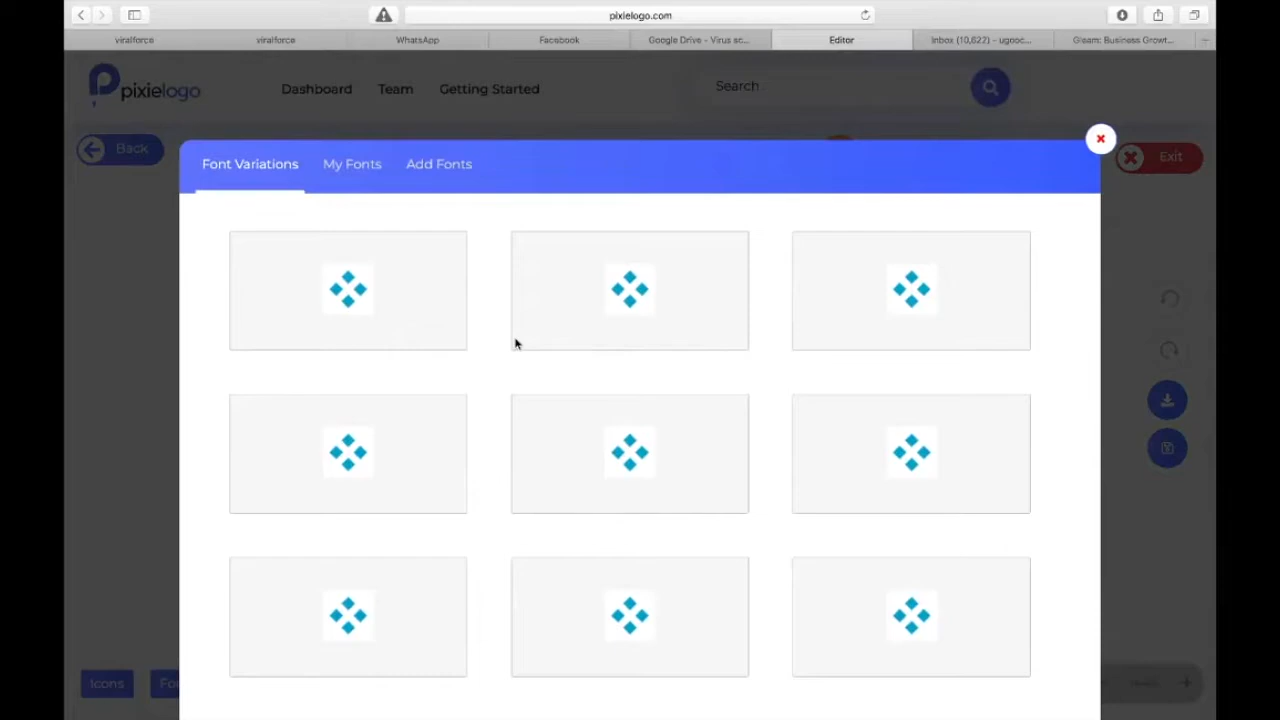 pixielogo.com
viralforce
viralforce
WhatsApp
Facebook
Google Drive - Virus sc...
Editor
Inbox (10,622) - ugooc...
Gleam: Business Growt...
pixielogo
Dashboard
Team
Getting Started
Search
Back
Exit
Font Variations
My Fonts
Add Fonts
Icons
Fo